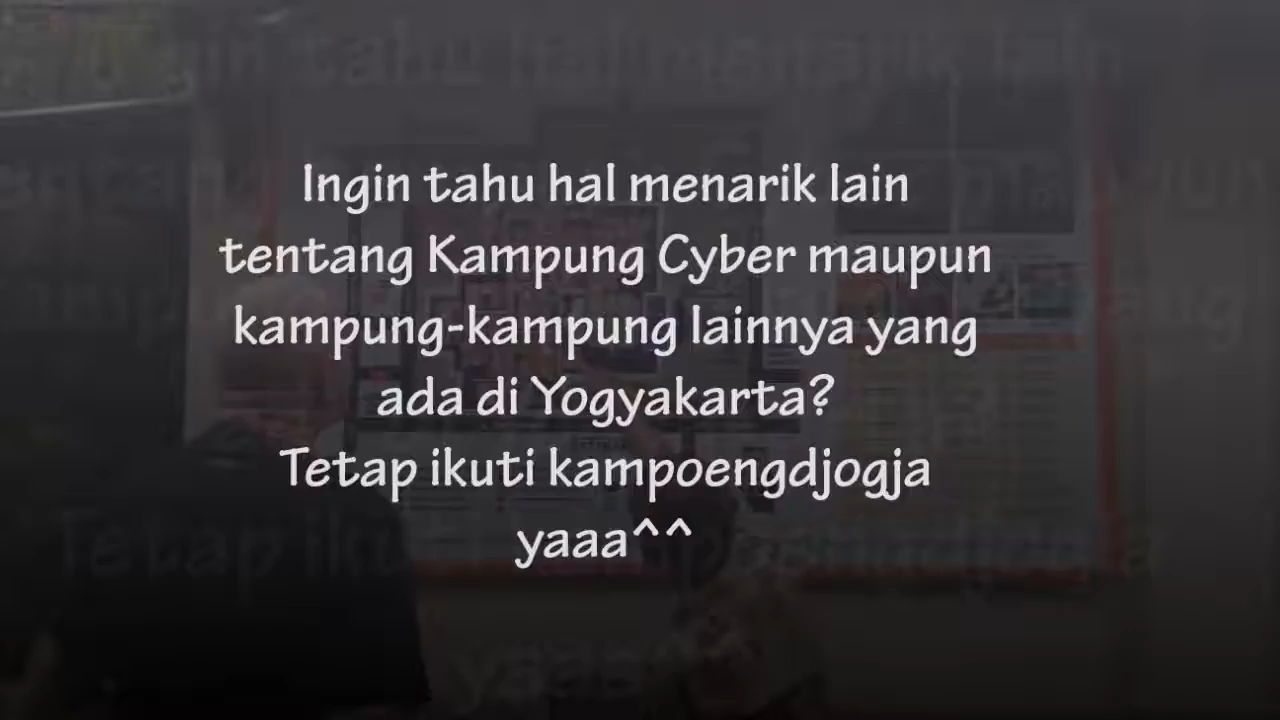 Ingin tahu hal menarik lain
tentang Kampung Cyber maupun
kampung-kampung lainnya yang
ada di Yogyakarta?
Tetap ikuti kampoengdjogja
yaaa^^